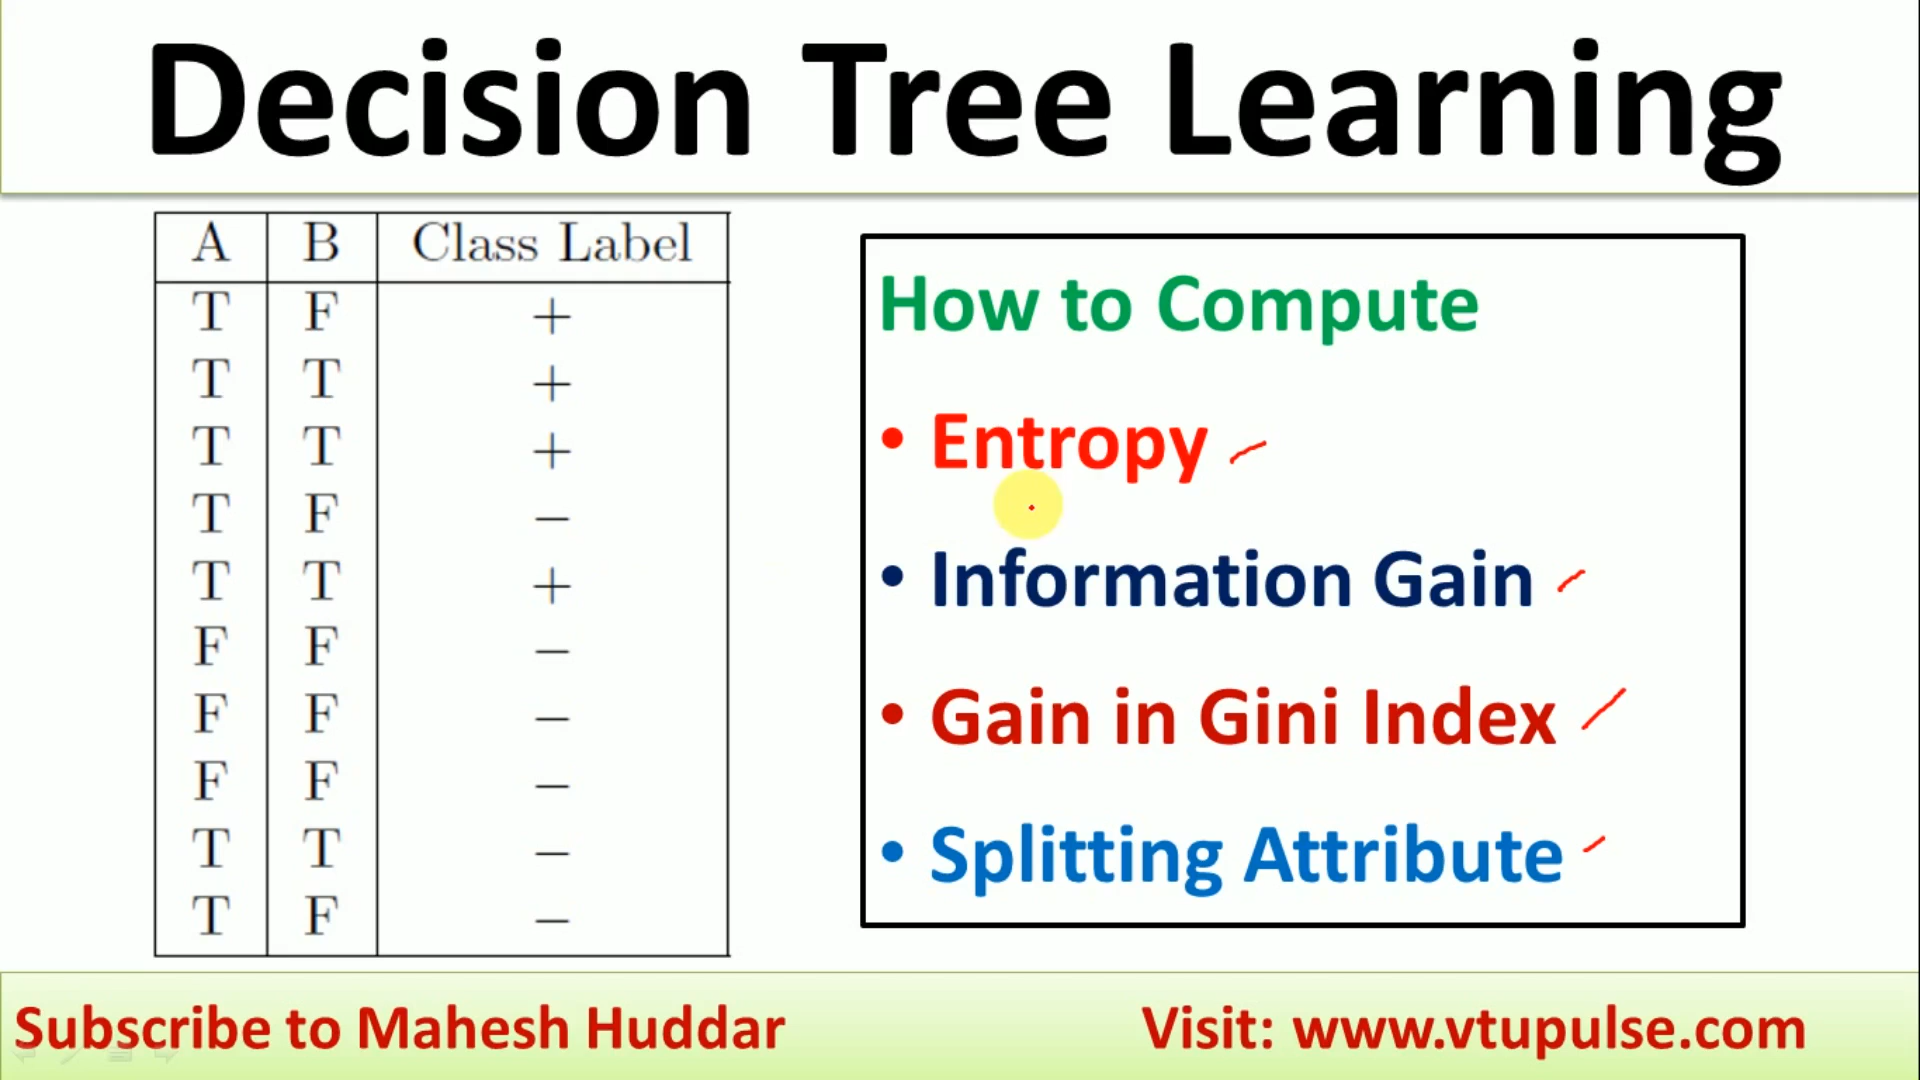 Decision Tree Learning
A B Class Label
T F +
T T +
T T +
T F −
T T +
F F −
F F −
F F −
T T −
T F −
How to Compute
• Entropy
• Information Gain
• Gain in Gini Index
• Splitting Attribute
Subscribe to Mahesh Huddar
Visit: www.vtupulse.com